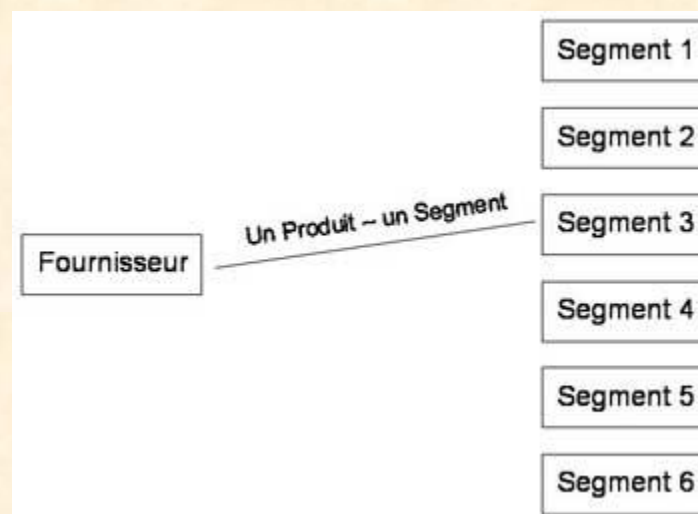 Segment 1
Segment 2
Un Produit ~ un Segment
Segment 3
Fournisseur
Segment 4
Segment 5
Segment 6